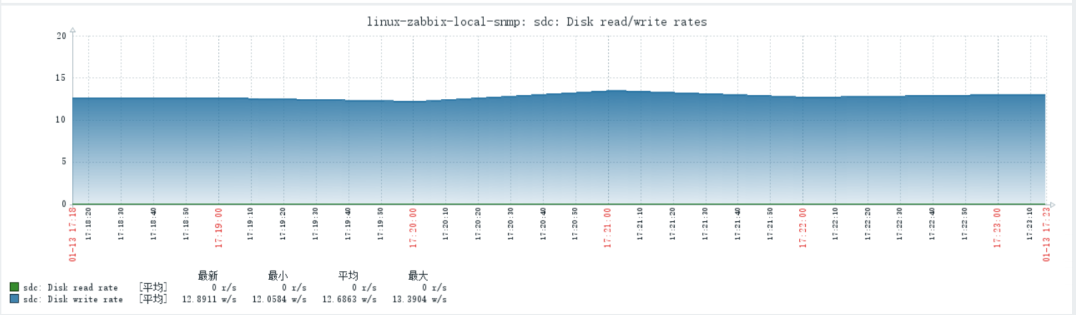 linux-zabbix-local-snmp: sdc: Disk read/write rates
20
15
10
5
0
01-13 17:18 17:18:20 17:18:30 17:18:40 17:18:50 17:19:00 17:19:10 17:19:20 17:19:30 17:19:40 17:19:50 17:20:00 17:20:10 17:20:20 17:20:30 17:20:40 17:20:50 17:21:00 17:21:10 17:21:20 17:21:30 17:21:40 17:21:50 17:22:00 17:22:10 17:22:20 17:22:30 17:22:40 17:22:50 17:23:00 17:23:10 01-13 17:23
最新 最小 平均 最大
sdc: Disk read rate [平均] 0 r/s 0 r/s 0 r/s 0 r/s
sdc: Disk write rate [平均] 12.8911 w/s 12.0584 w/s 12.6863 w/s 13.3904 w/s